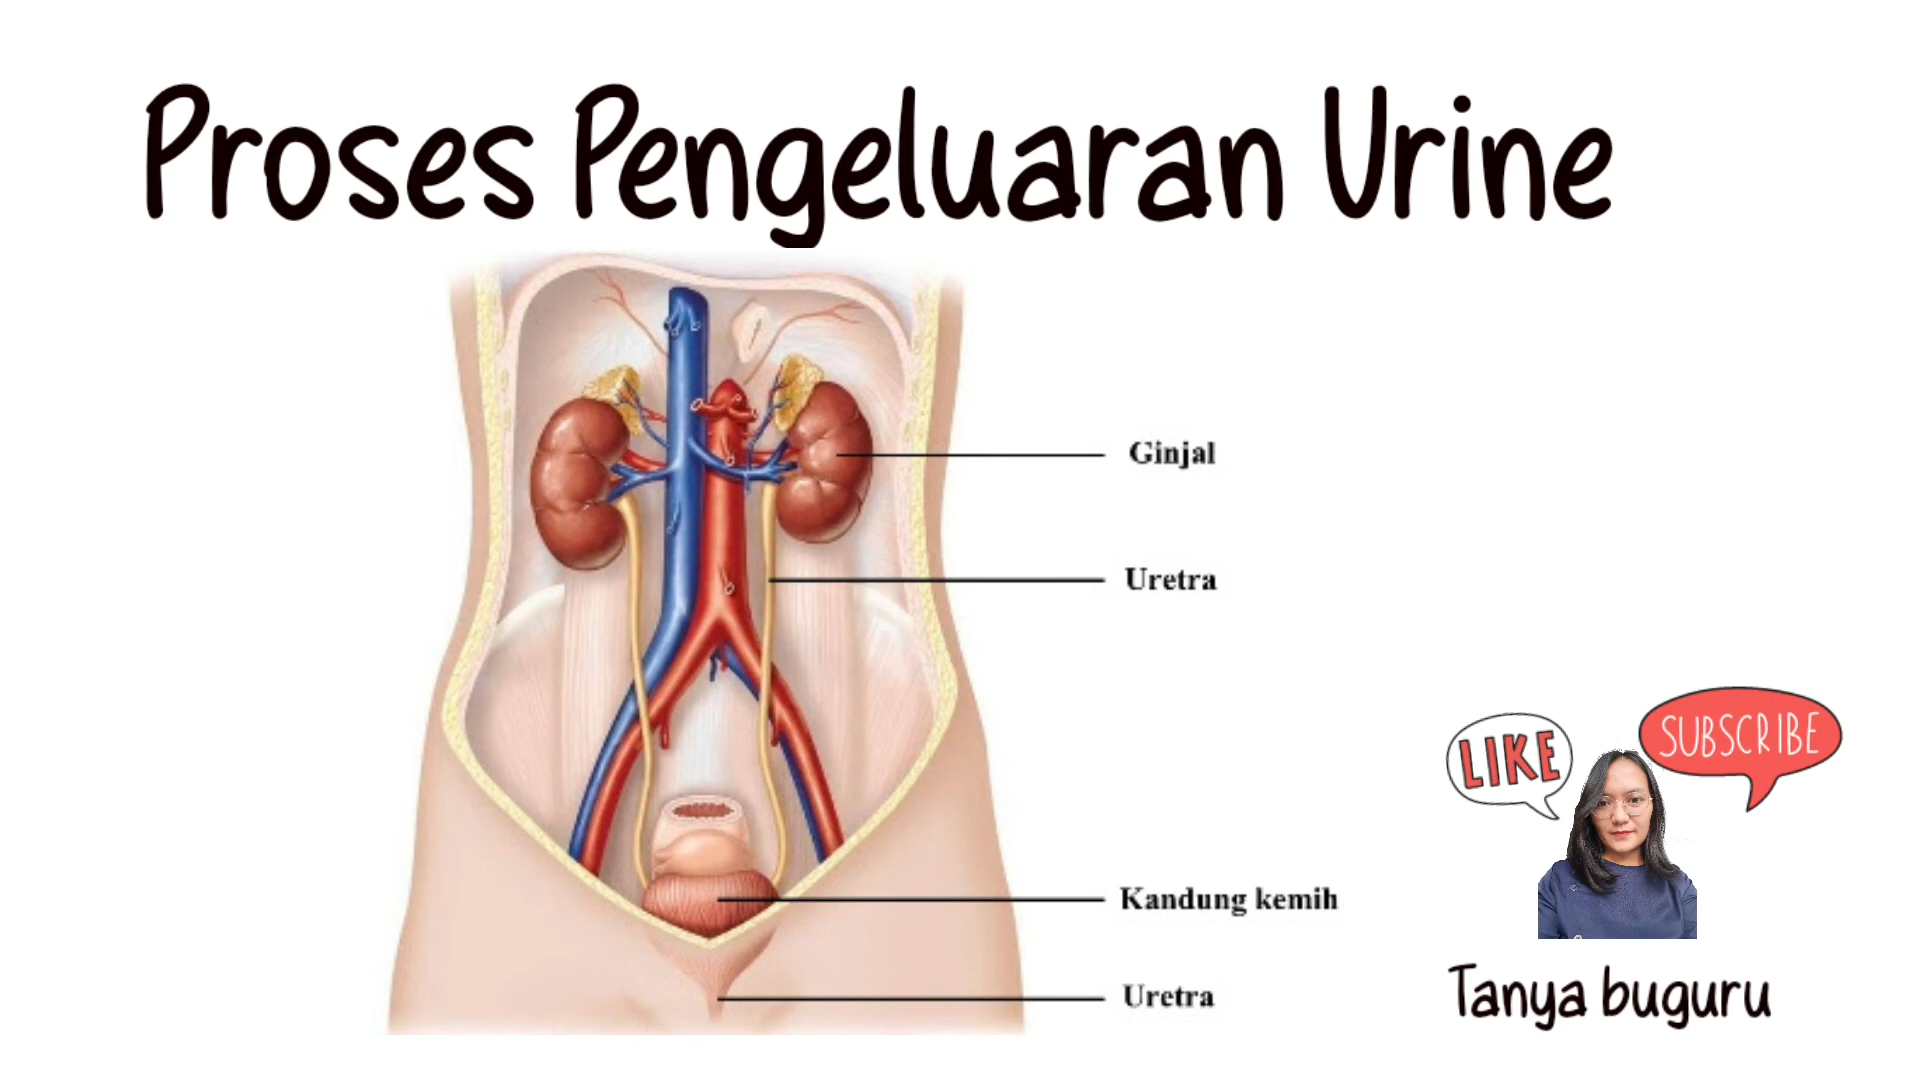 Proses Pengeluaran Urine
Ginjal
Uretra
Kandung kemih
Uretra
LIKE
SUBSCRIBE
Tanya buguru